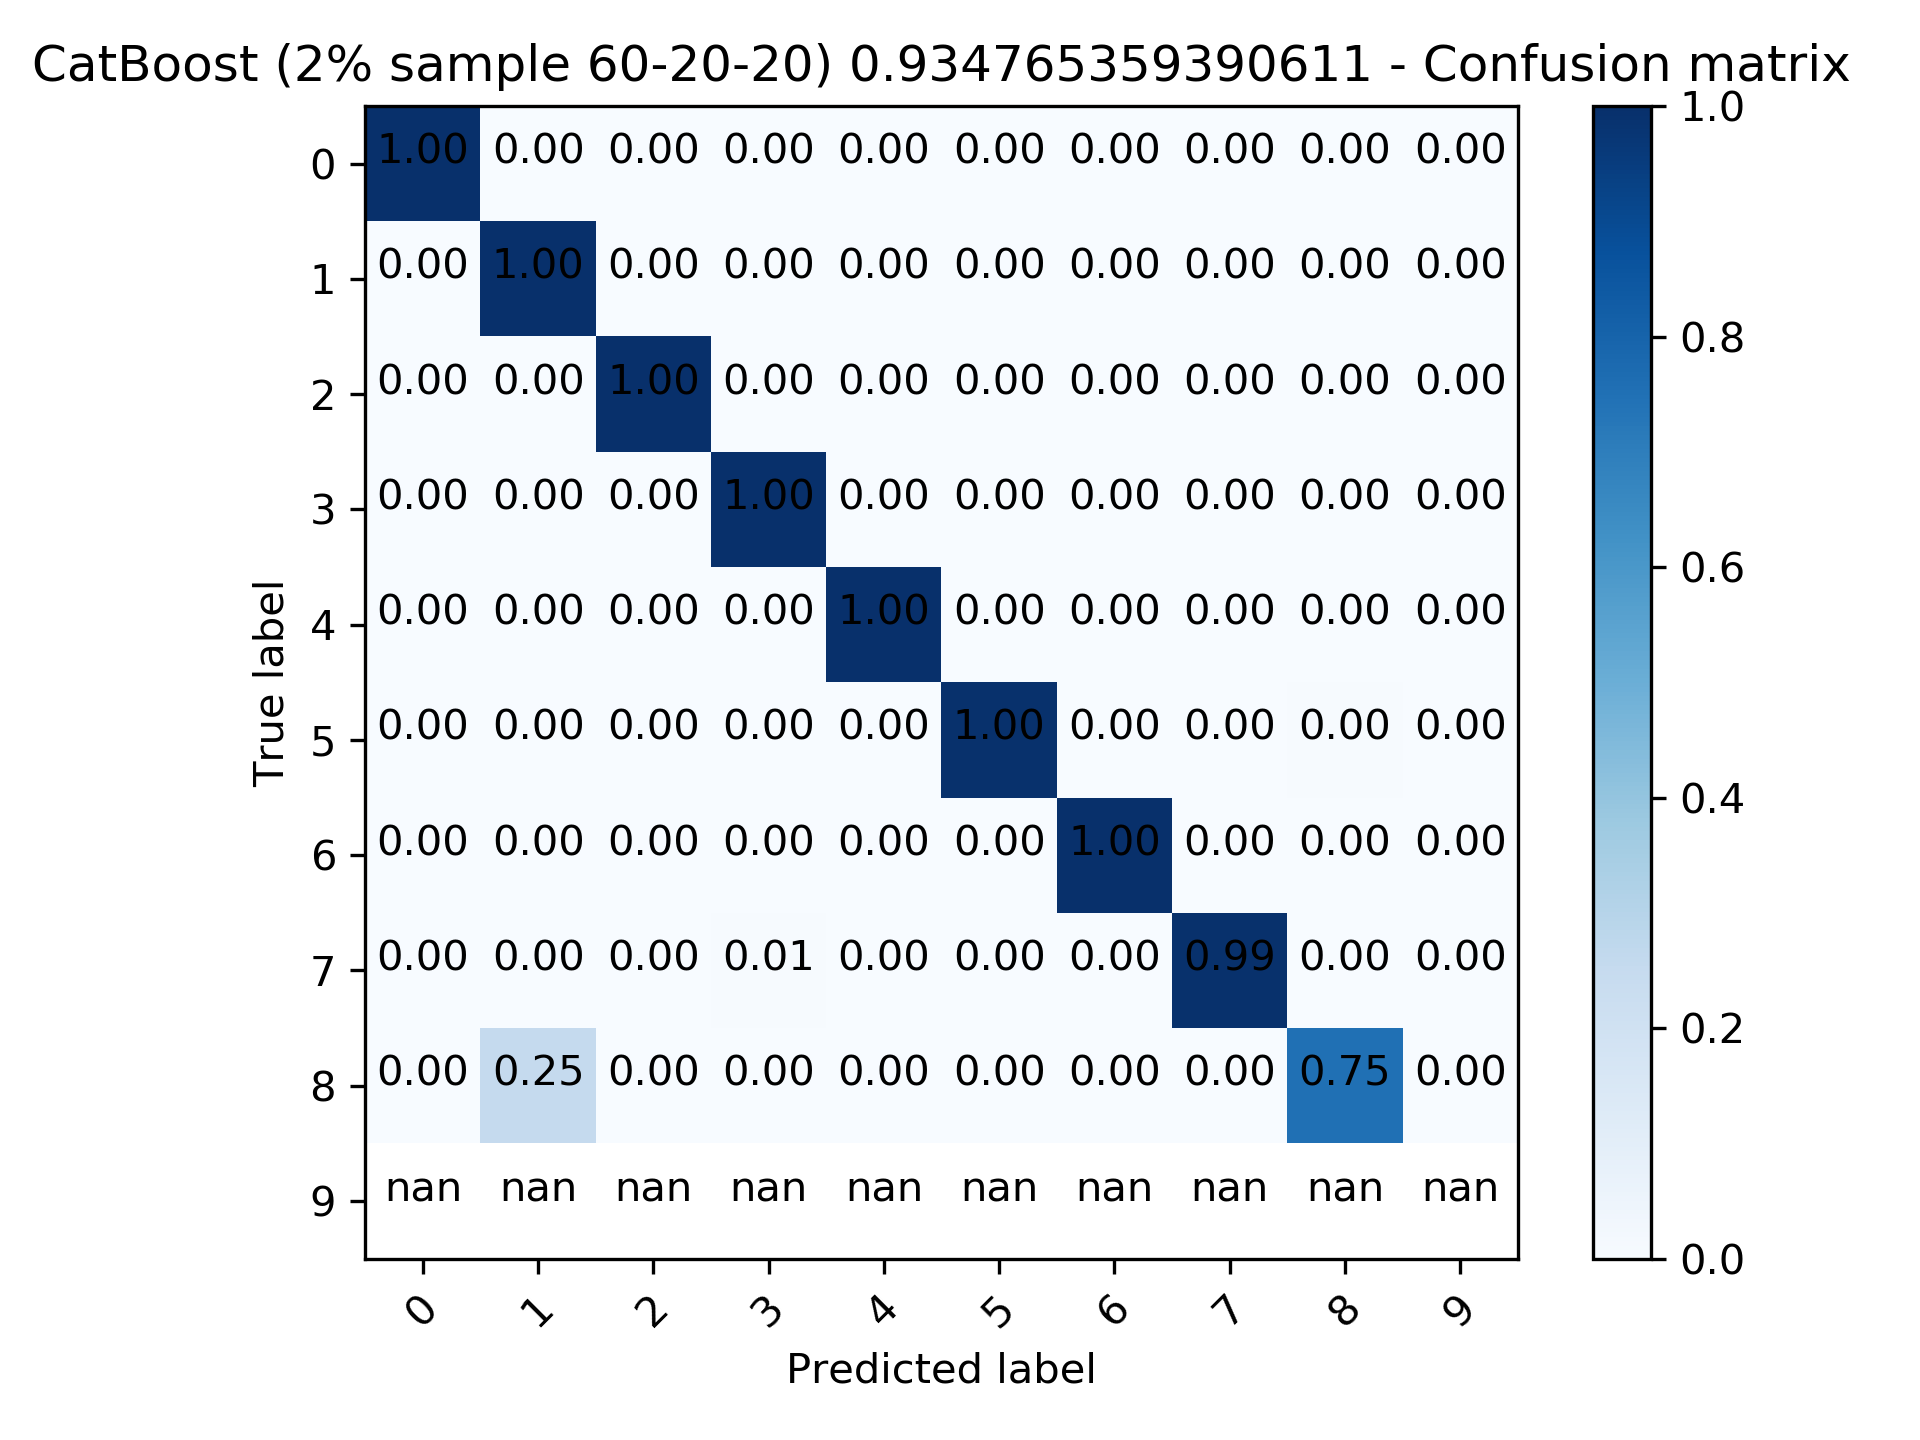 CatBoost (2% sample 60-20-20) 0.934765359390611 - Confusion matrix
1.0
0 1.00 0.00 0.00 0.00 0.00 0.00 0.00 0.00 0.00 0.00
1 0.00 1.00 0.00 0.00 0.00 0.00 0.00 0.00 0.00 0.00
0.8
2 0.00 0.00 1.00 0.00 0.00 0.00 0.00 0.00 0.00 0.00
3 0.00 0.00 0.00 1.00 0.00 0.00 0.00 0.00 0.00 0.00
0.6
4 0.00 0.00 0.00 0.00 1.00 0.00 0.00 0.00 0.00 0.00
True label
5 0.00 0.00 0.00 0.00 0.00 1.00 0.00 0.00 0.00 0.00
0.4
6 0.00 0.00 0.00 0.00 0.00 0.00 1.00 0.00 0.00 0.00
7 0.00 0.00 0.00 0.01 0.00 0.00 0.00 0.99 0.00 0.00
0.2
8 0.00 0.25 0.00 0.00 0.00 0.00 0.00 0.00 0.75 0.00
9 nan nan nan nan nan nan nan nan nan nan
0.0
0 1 2 3 4 5 6 7 8 9
Predicted label